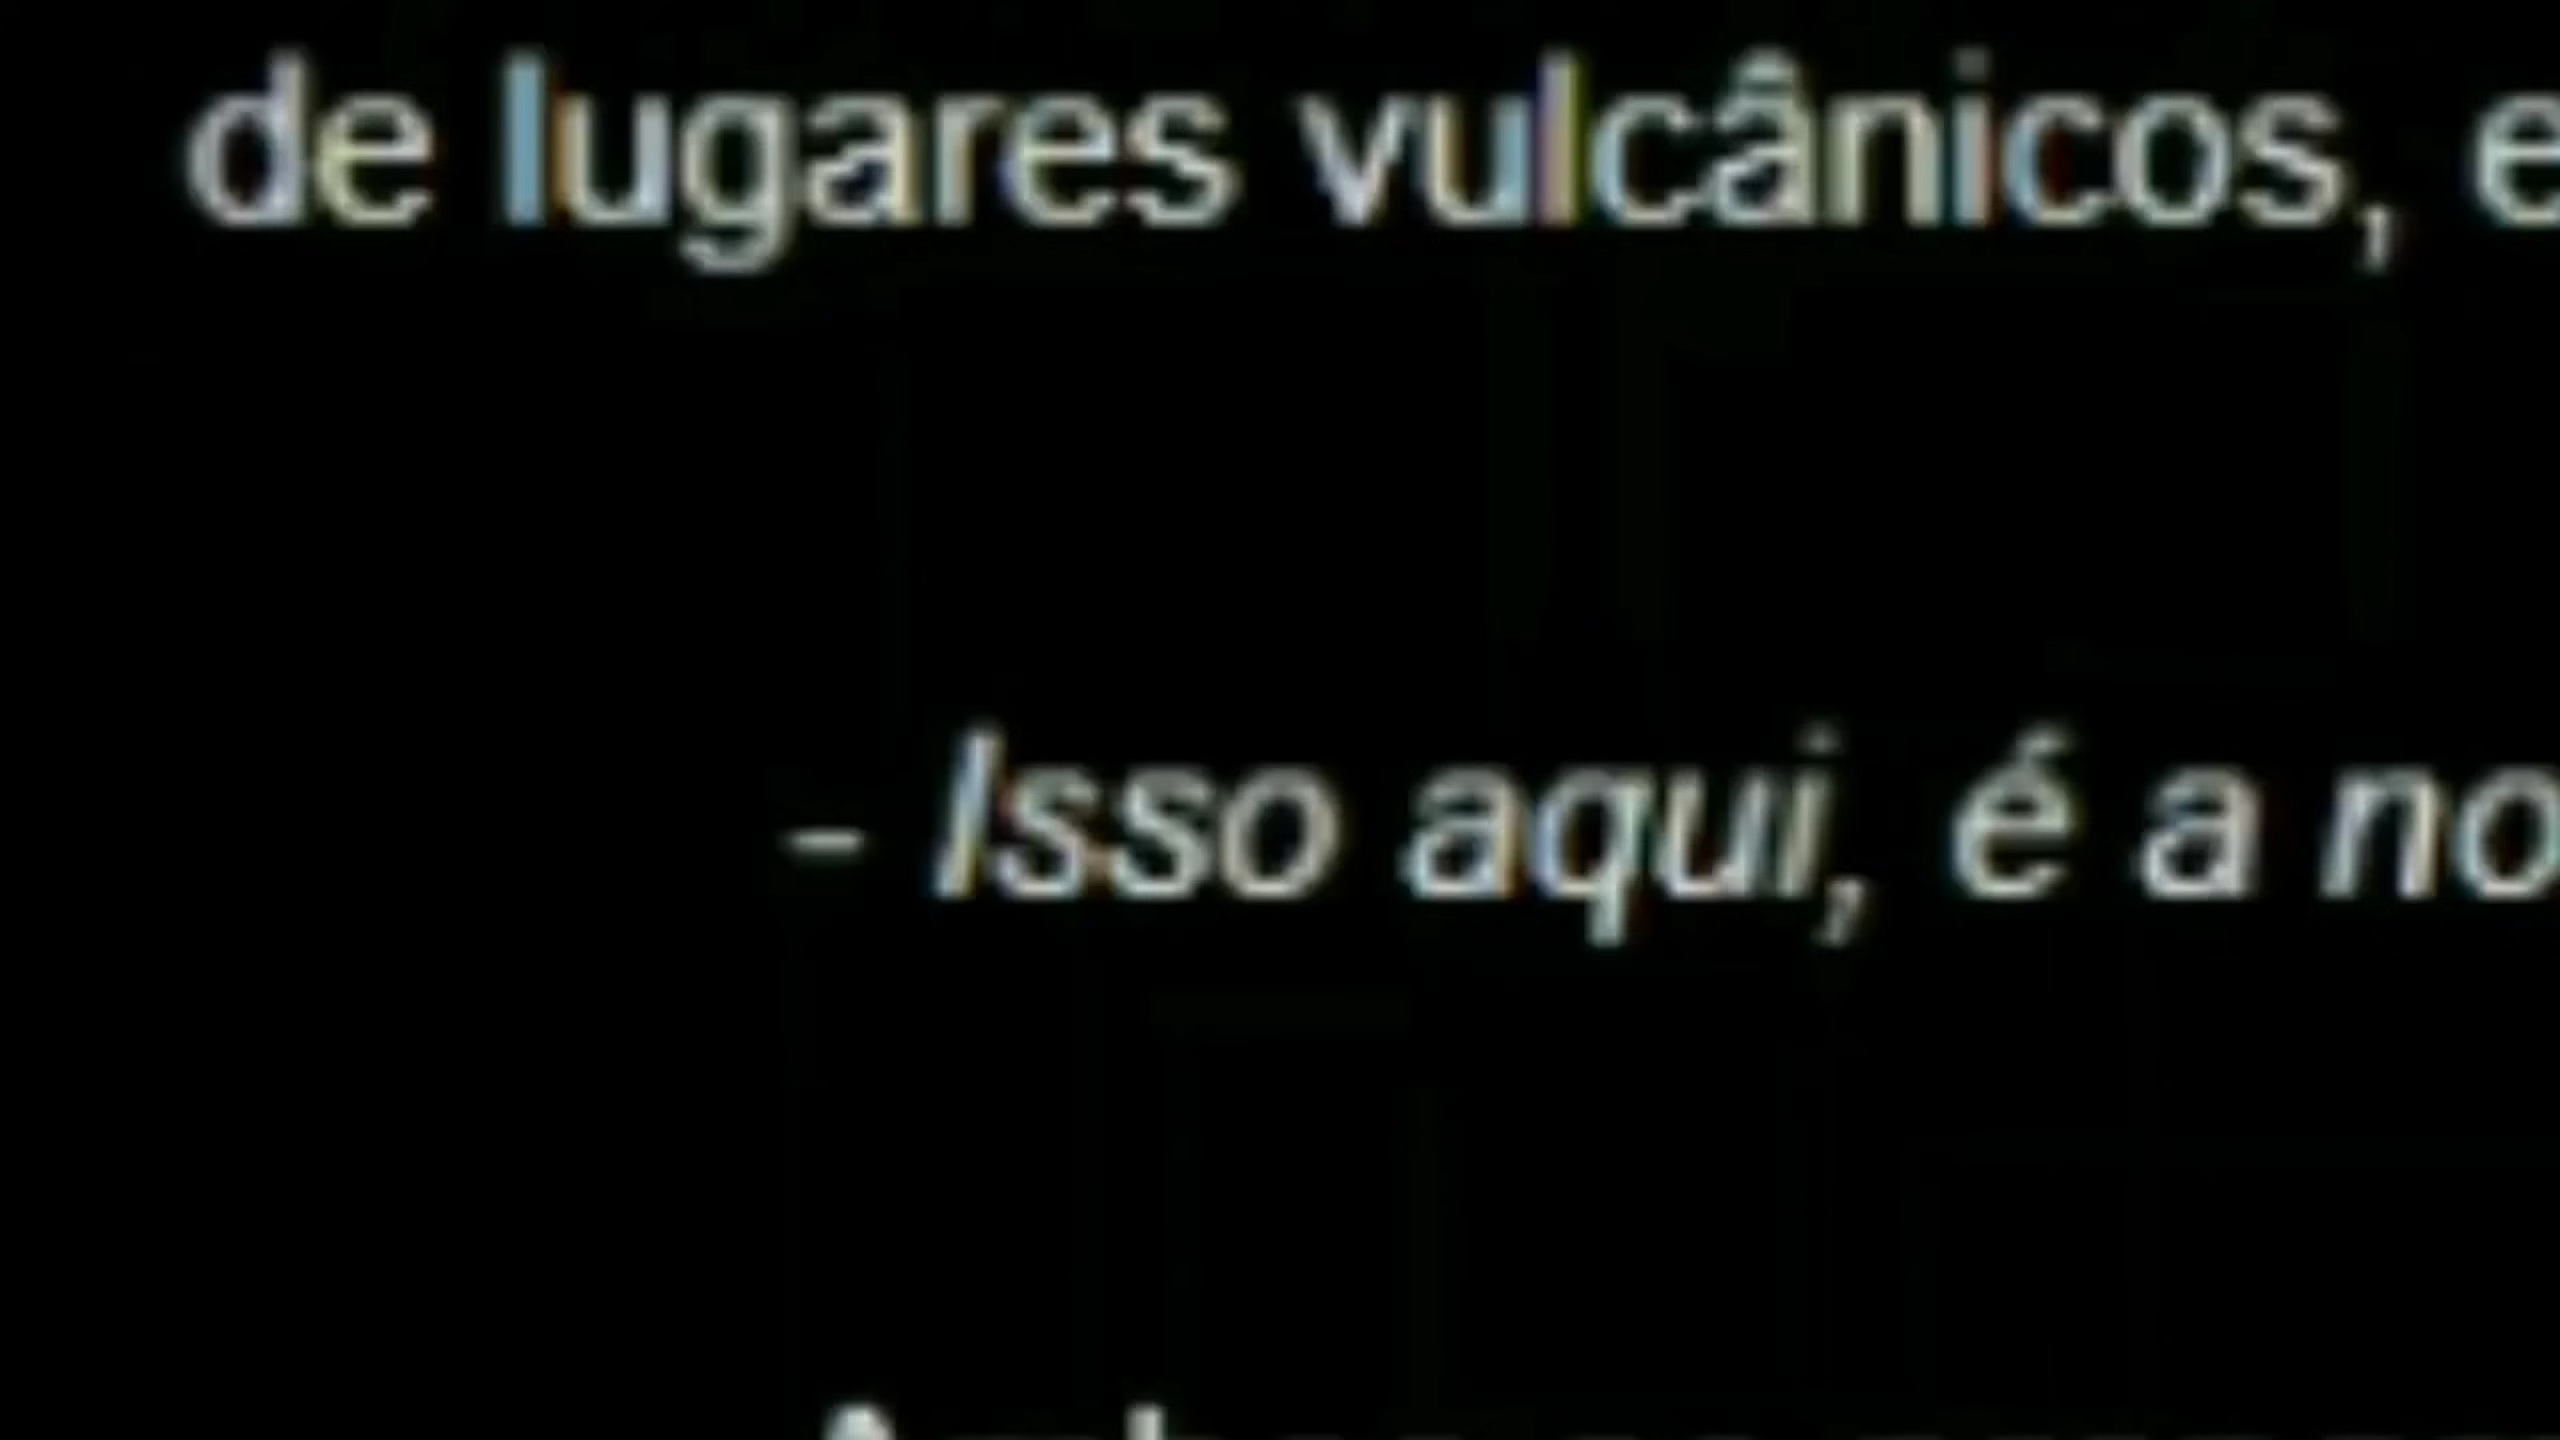 de lugares vulcânicos, e
- Isso aqui, é a no